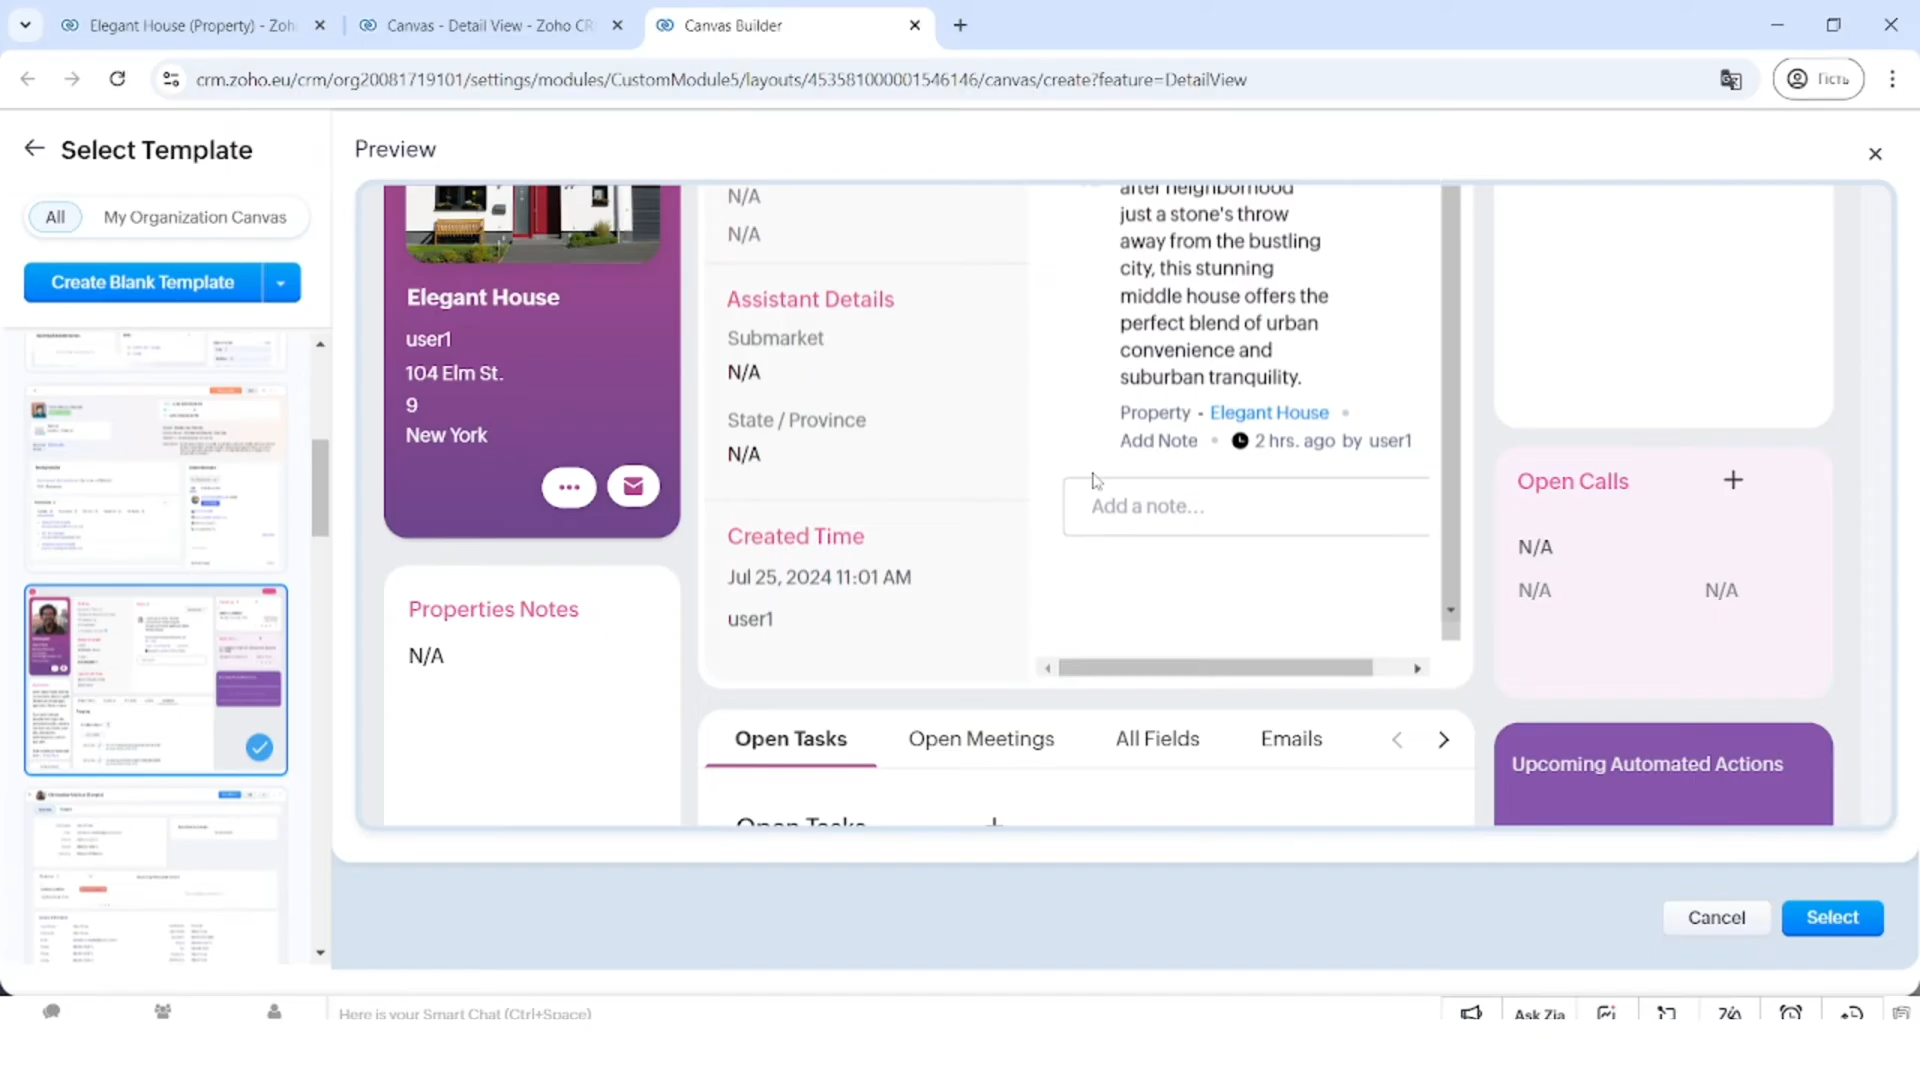 Elegant House (Property) - Zoh
Canvas - Detail View - Zoho CR
Canvas Builder
crm.zoho.eu/crm/org20081719101/settings/modules/CustomModule5/layouts/453581000001546146/canvas/create?feature=DetailView
Гість
Select Template
All
My Organization Canvas
Create Blank Template
Preview
Elegant House
user1
104 Elm St.
9
New York
Properties Notes
N/A
N/A
N/A
Assistant Details
Submarket
N/A
State / Province
N/A
Created Time
Jul 25, 2024 11:01 AM
user1
after neighborhood
just a stone's throw
away from the bustling
city, this stunning
middle house offers the
perfect blend of urban
convenience and
suburban tranquility.
Property - Elegant House
Add Note • 2 hrs. ago by user1
Add a note...
Open Tasks
Open Meetings
All Fields
Emails
Open Tasks
Open Calls
N/A
N/A
N/A
Upcoming Automated Actions
Cancel
Select
Here is your Smart Chat (Ctrl+Space)
Ask Zia